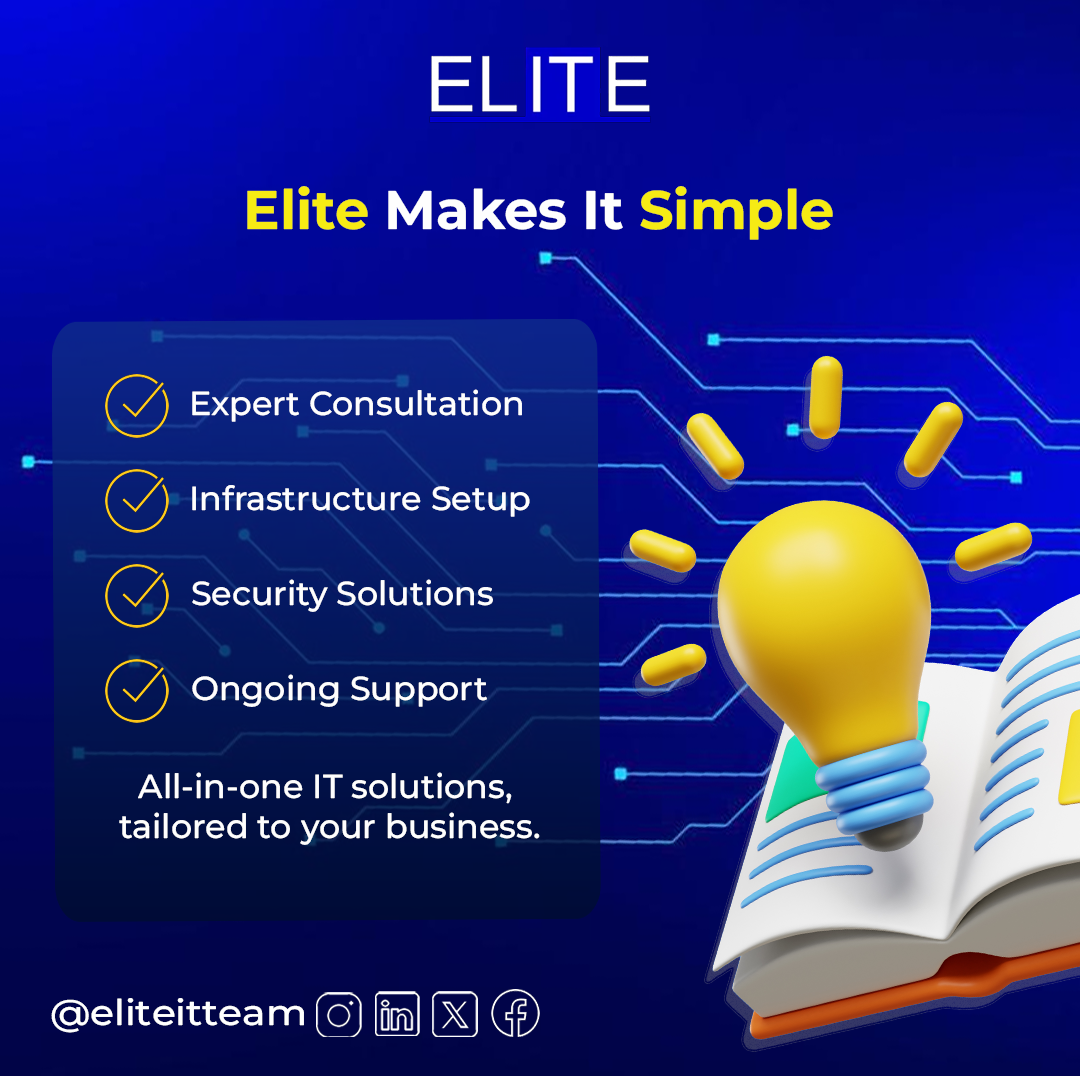 ELITE
Elite Makes It Simple
Expert Consultation
Infrastructure Setup
Security Solutions
Ongoing Support
All-in-one IT solutions,
tailored to your business.
@eliteitteam